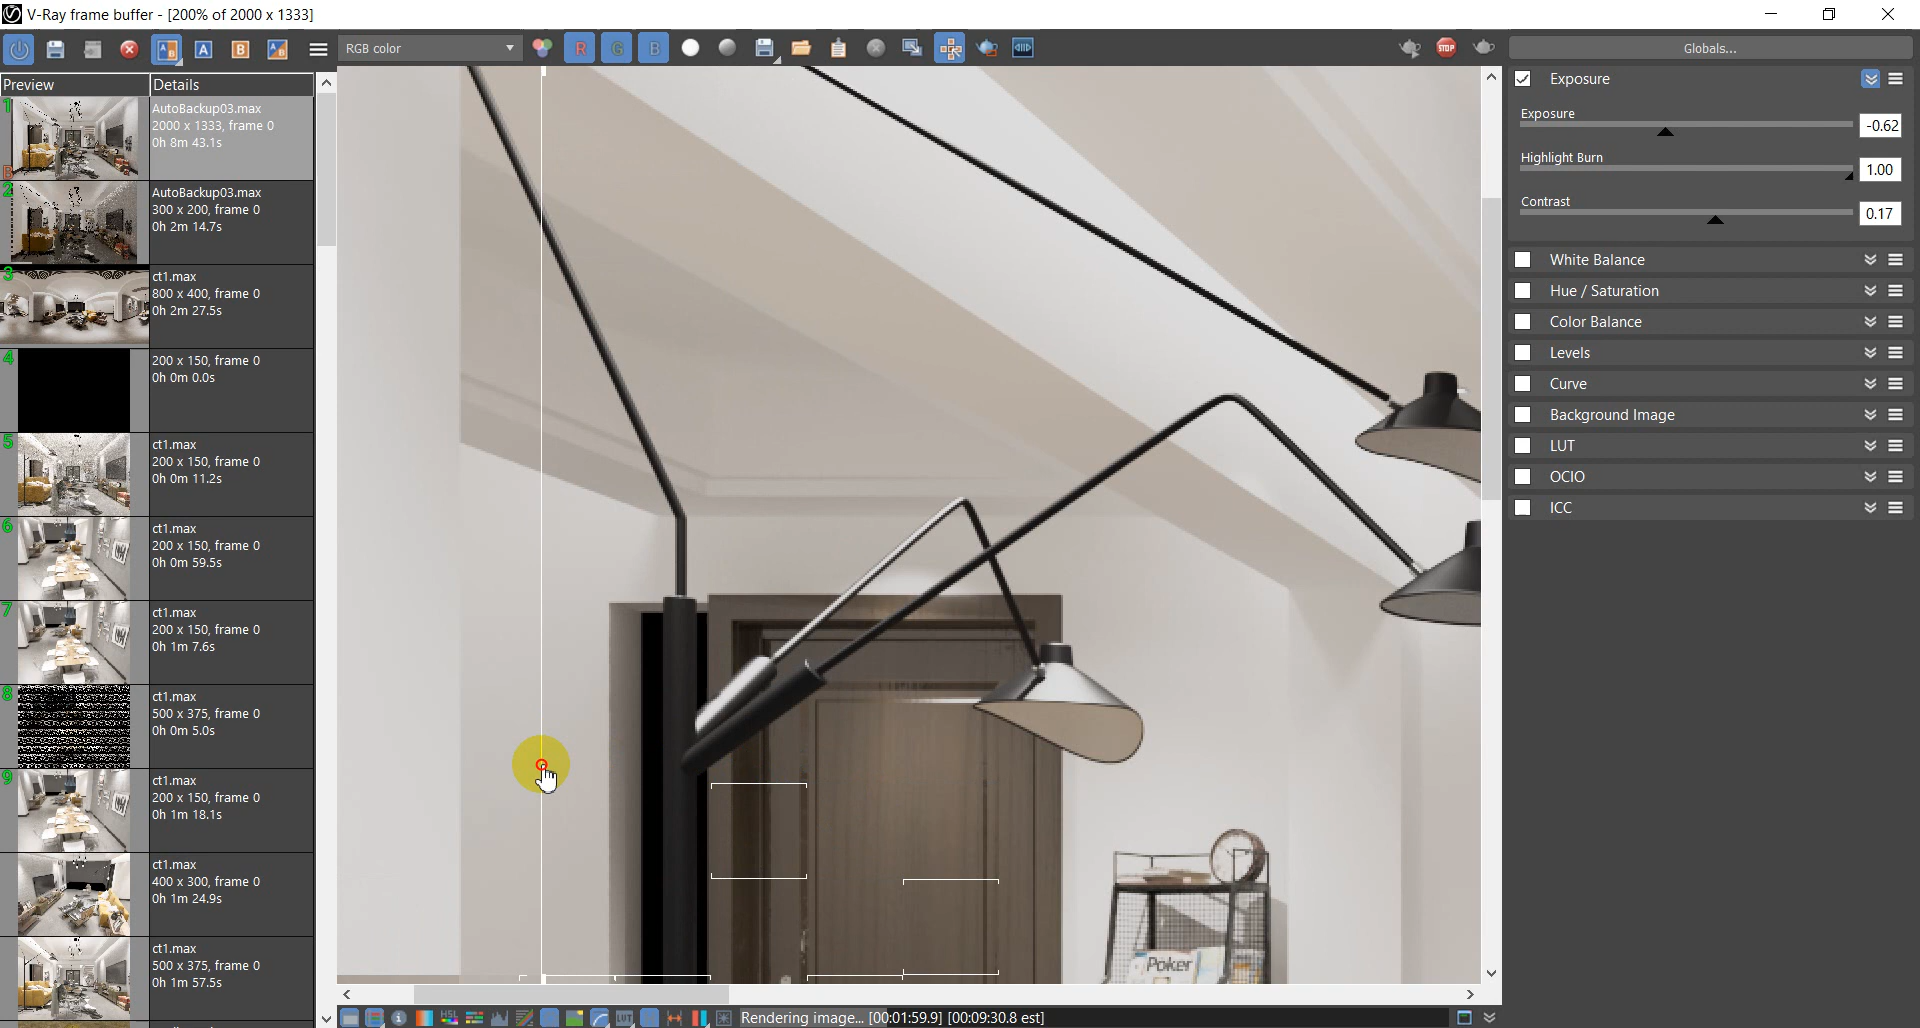 V-Ray frame buffer - [200% of 2000 x 1333]
A B
A
B
RGB color
R G B
STOP
Globals...
Preview
Details
1
AutoBackup03.max
2000 x 1333, frame 0
0h 8m 43.1s
B
2
AutoBackup03.max
300 x 200, frame 0
0h 2m 14.7s
3
ct1.max
800 x 400, frame 0
0h 2m 27.5s
4
200 x 150, frame 0
0h 0m 0.0s
5
ct1.max
200 x 150, frame 0
0h 0m 11.2s
6
ct1.max
200 x 150, frame 0
0h 0m 59.5s
7
ct1.max
200 x 150, frame 0
0h 1m 7.6s
8
ct1.max
500 x 375, frame 0
0h 0m 5.0s
9
ct1.max
200 x 150, frame 0
0h 1m 18.1s
ct1.max
400 x 300, frame 0
0h 1m 24.9s
ct1.max
500 x 375, frame 0
0h 1m 57.5s
Poker
Exposure
Exposure
-0.62
Highlight Burn
1.00
Contrast
0.17
White Balance
Hue / Saturation
Color Balance
Levels
Curve
Background Image
LUT
OCIO
ICC
HSL
LUT
Rendering image... [00:01:59.9] [00:09:30.8 est]